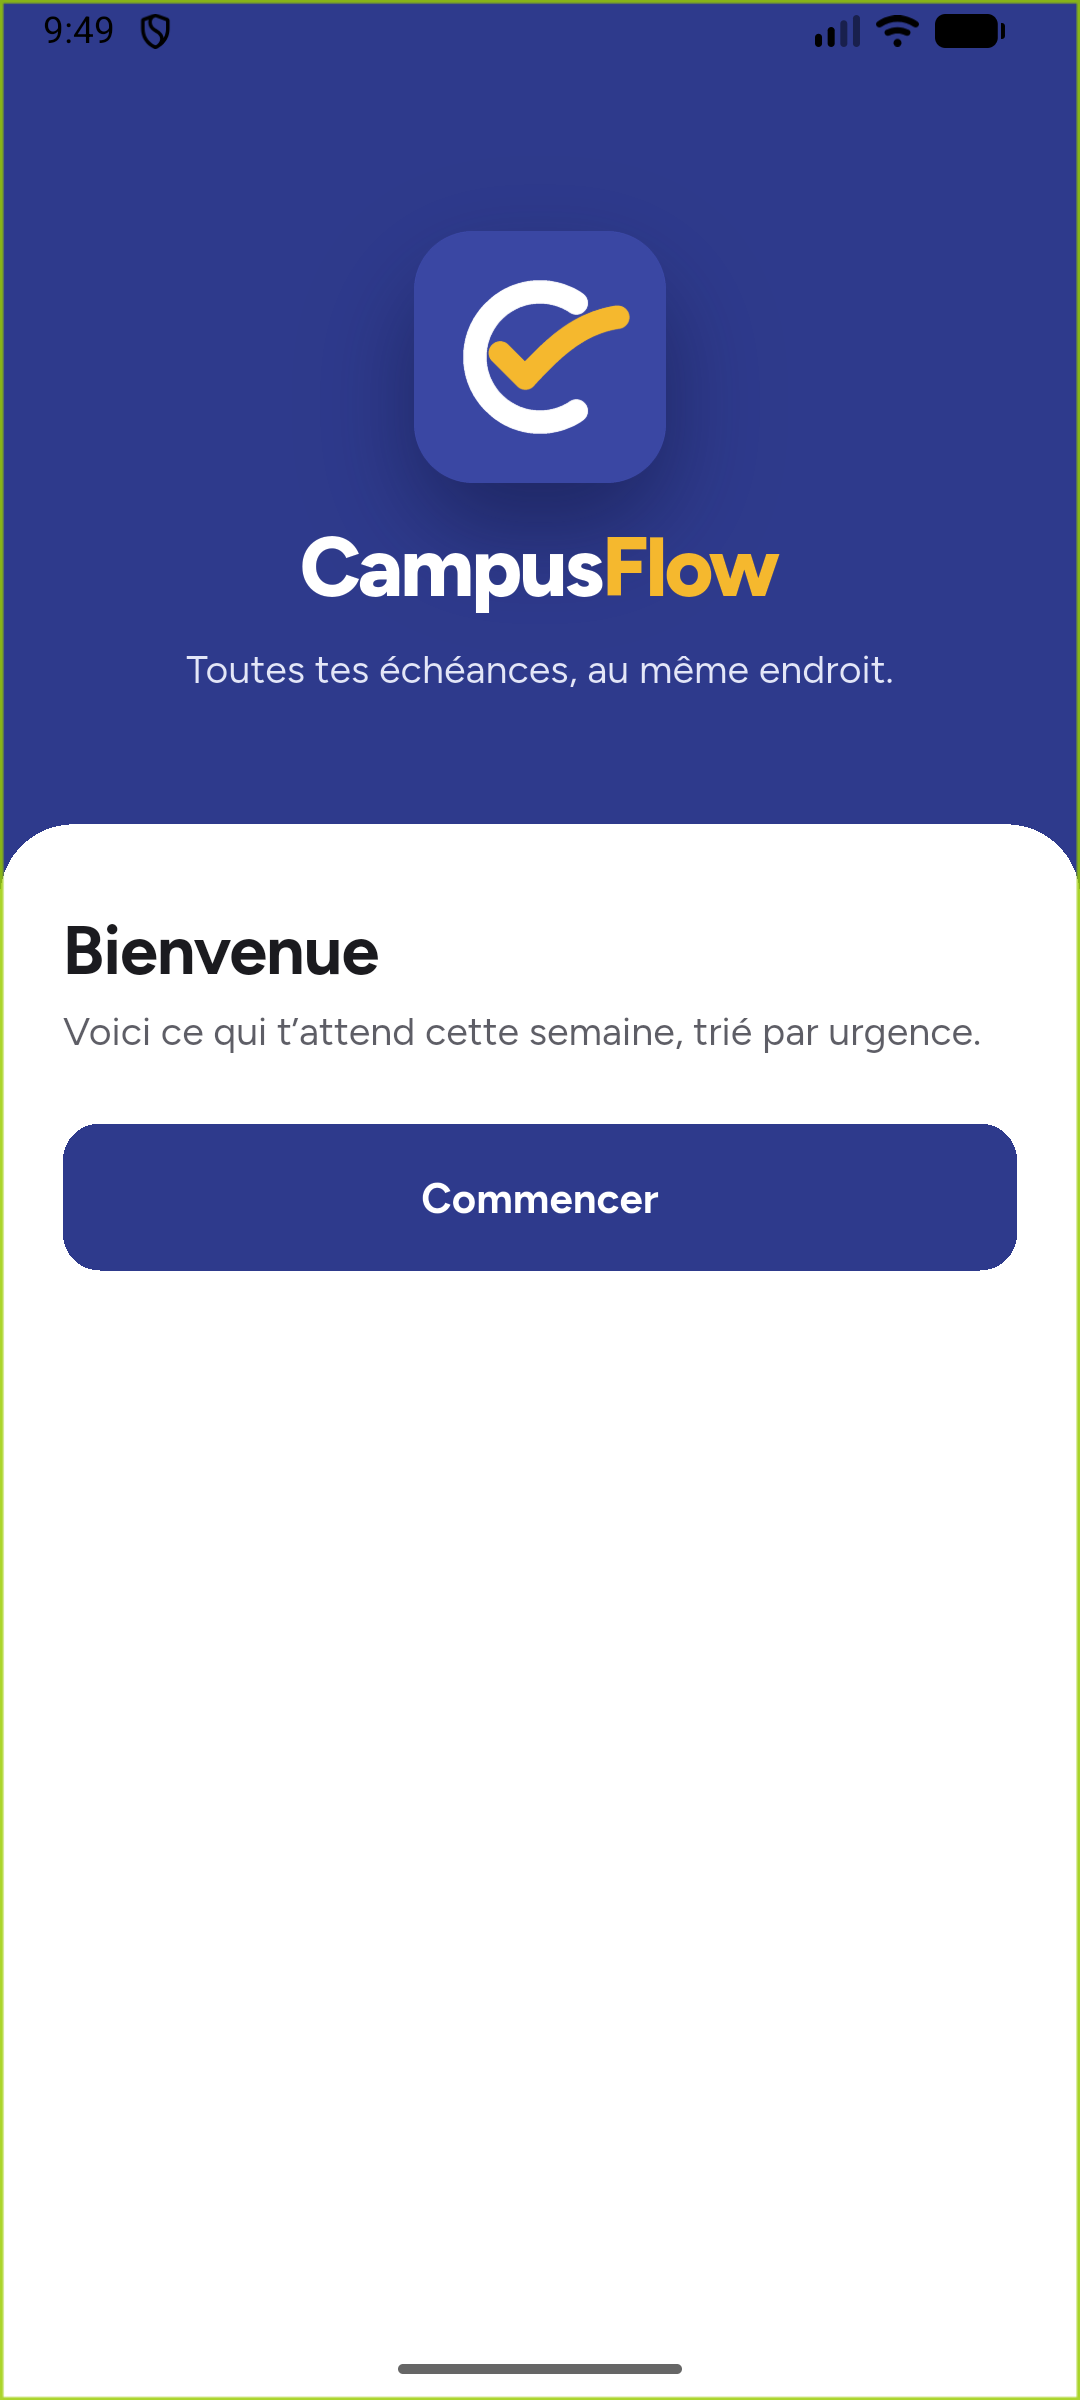 9:49
CampusFlow
Toutes tes échéances, au même endroit.
Bienvenue
Voici ce qui t’attend cette semaine, trié par urgence.
Commencer